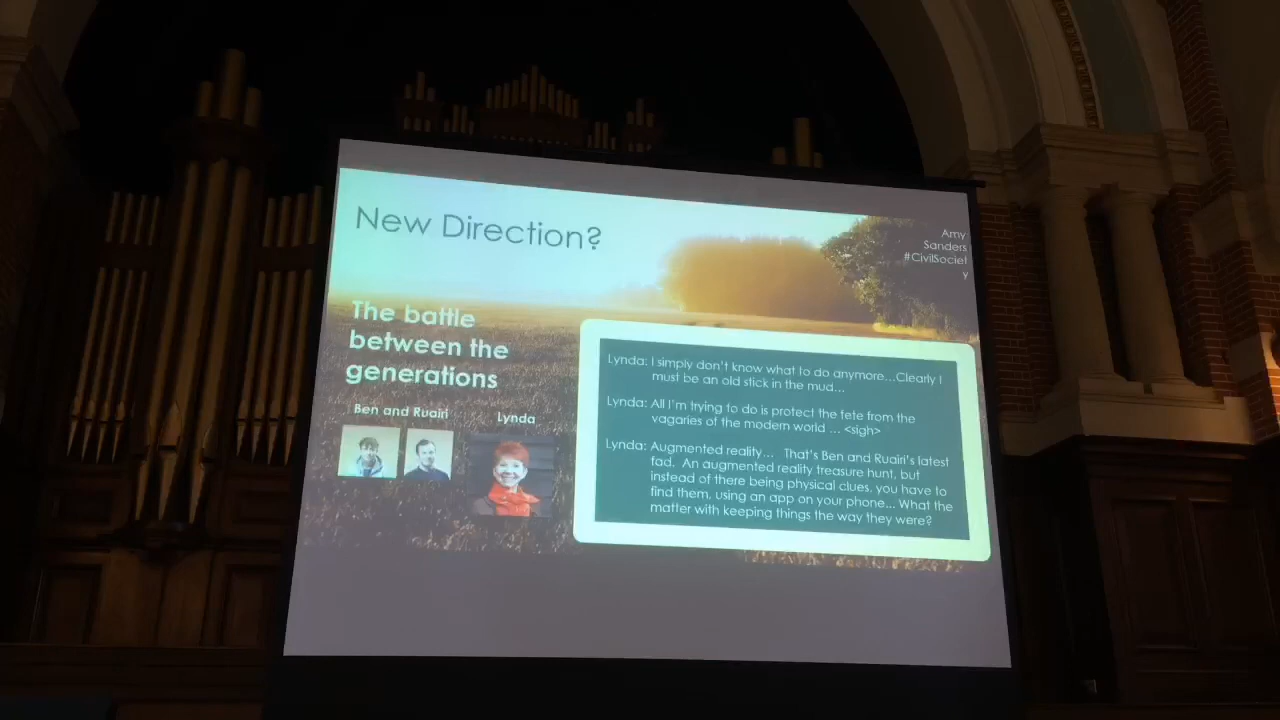 New Direction?
Amy
Sanders
#CivilSociet
y
The battle
between the
generations
Ben and Ruairi
Lynda
Lynda: I simply don't know what to do anymore...Clearly I
must be an old stick in the mud...
Lynda: All I'm trying to do is protect the fete from the
vagaries of the modern world ... <sigh>
Lynda: Augmented reality... That's Ben and Ruairi's latest
fad. An augmented reality treasure hunt, but
instead of there being physical clues, you have to
find them, using an app on your phone... What the
matter with keeping things the way they were?